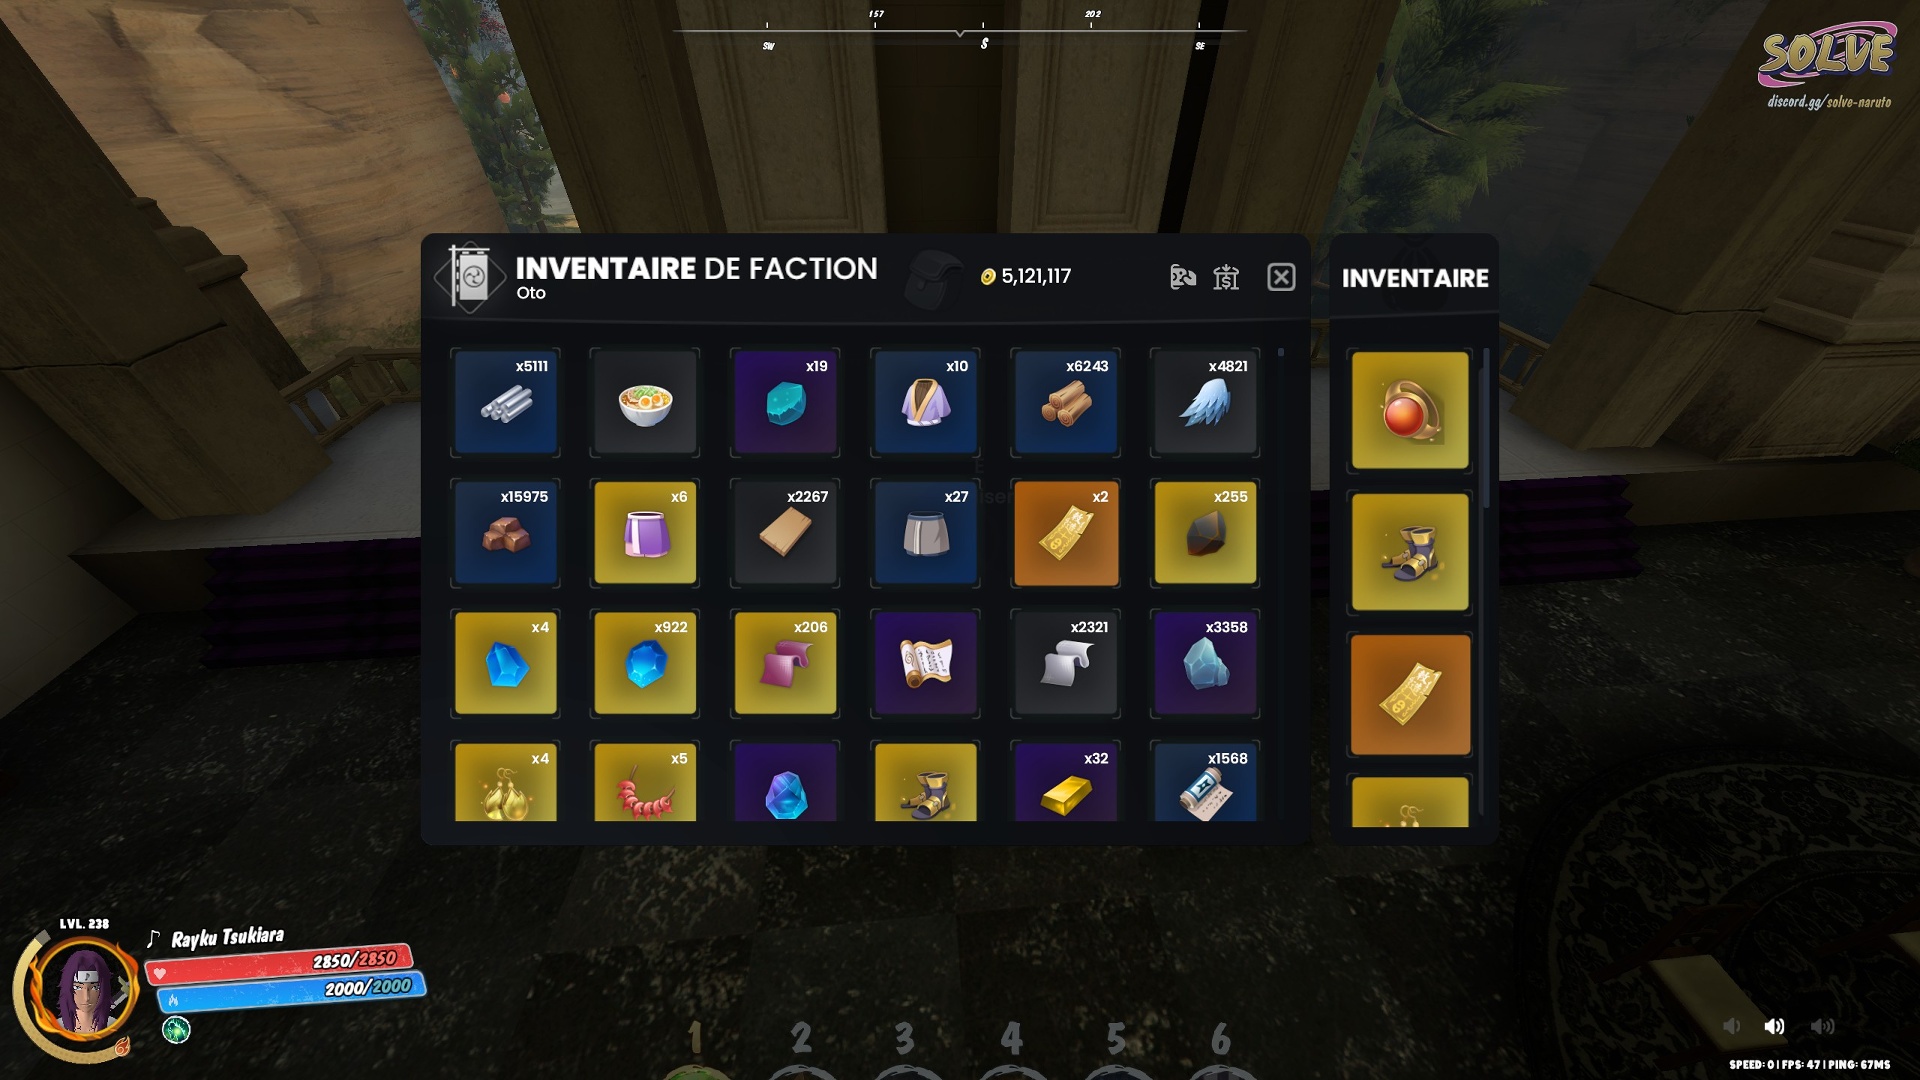 157
202
SW
S
SE
SOLVE
discord.gg/solve-naruto
INVENTAIRE DE FACTION
Oto
5,121,117
INVENTAIRE
x5111
x19
x10
x6243
x4821
x15975
x6
x2267
x27
x2
x255
x4
x922
x206
x2321
x3358
x4
x5
x32
x1568
LVL. 238
Rayku Tsukiara
2850/2850
2000/2000
1
2
3
4
5
6
SPEED: 0 | FPS: 47 | PING: 67MS